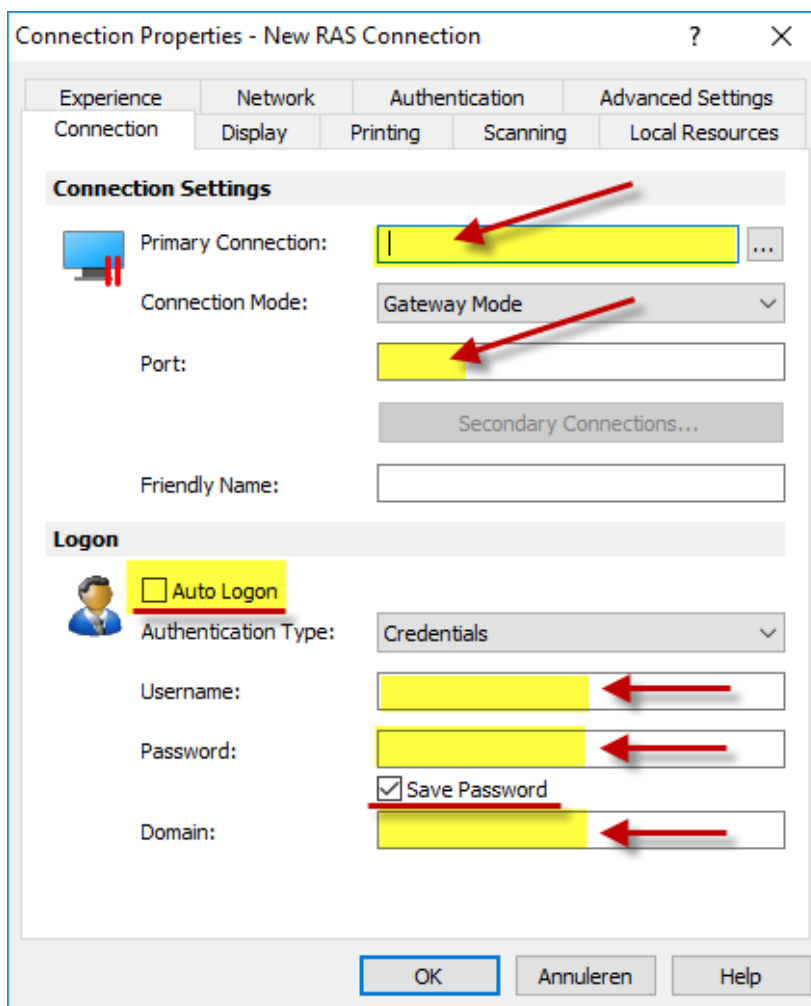 Connection Properties - New RAS Connection ?
Experience Network Authentication Advanced Settings
Connection Display Printing Scanning Local Resources
Connection Settings
Primary Connection: ...
Connection Mode: Gateway Mode
Port:
Secondary Connections...
Friendly Name:
Logon
Auto Logon
Authentication Type: Credentials
Username:
Password:
Save Password
Domain:
OK Annuleren Help